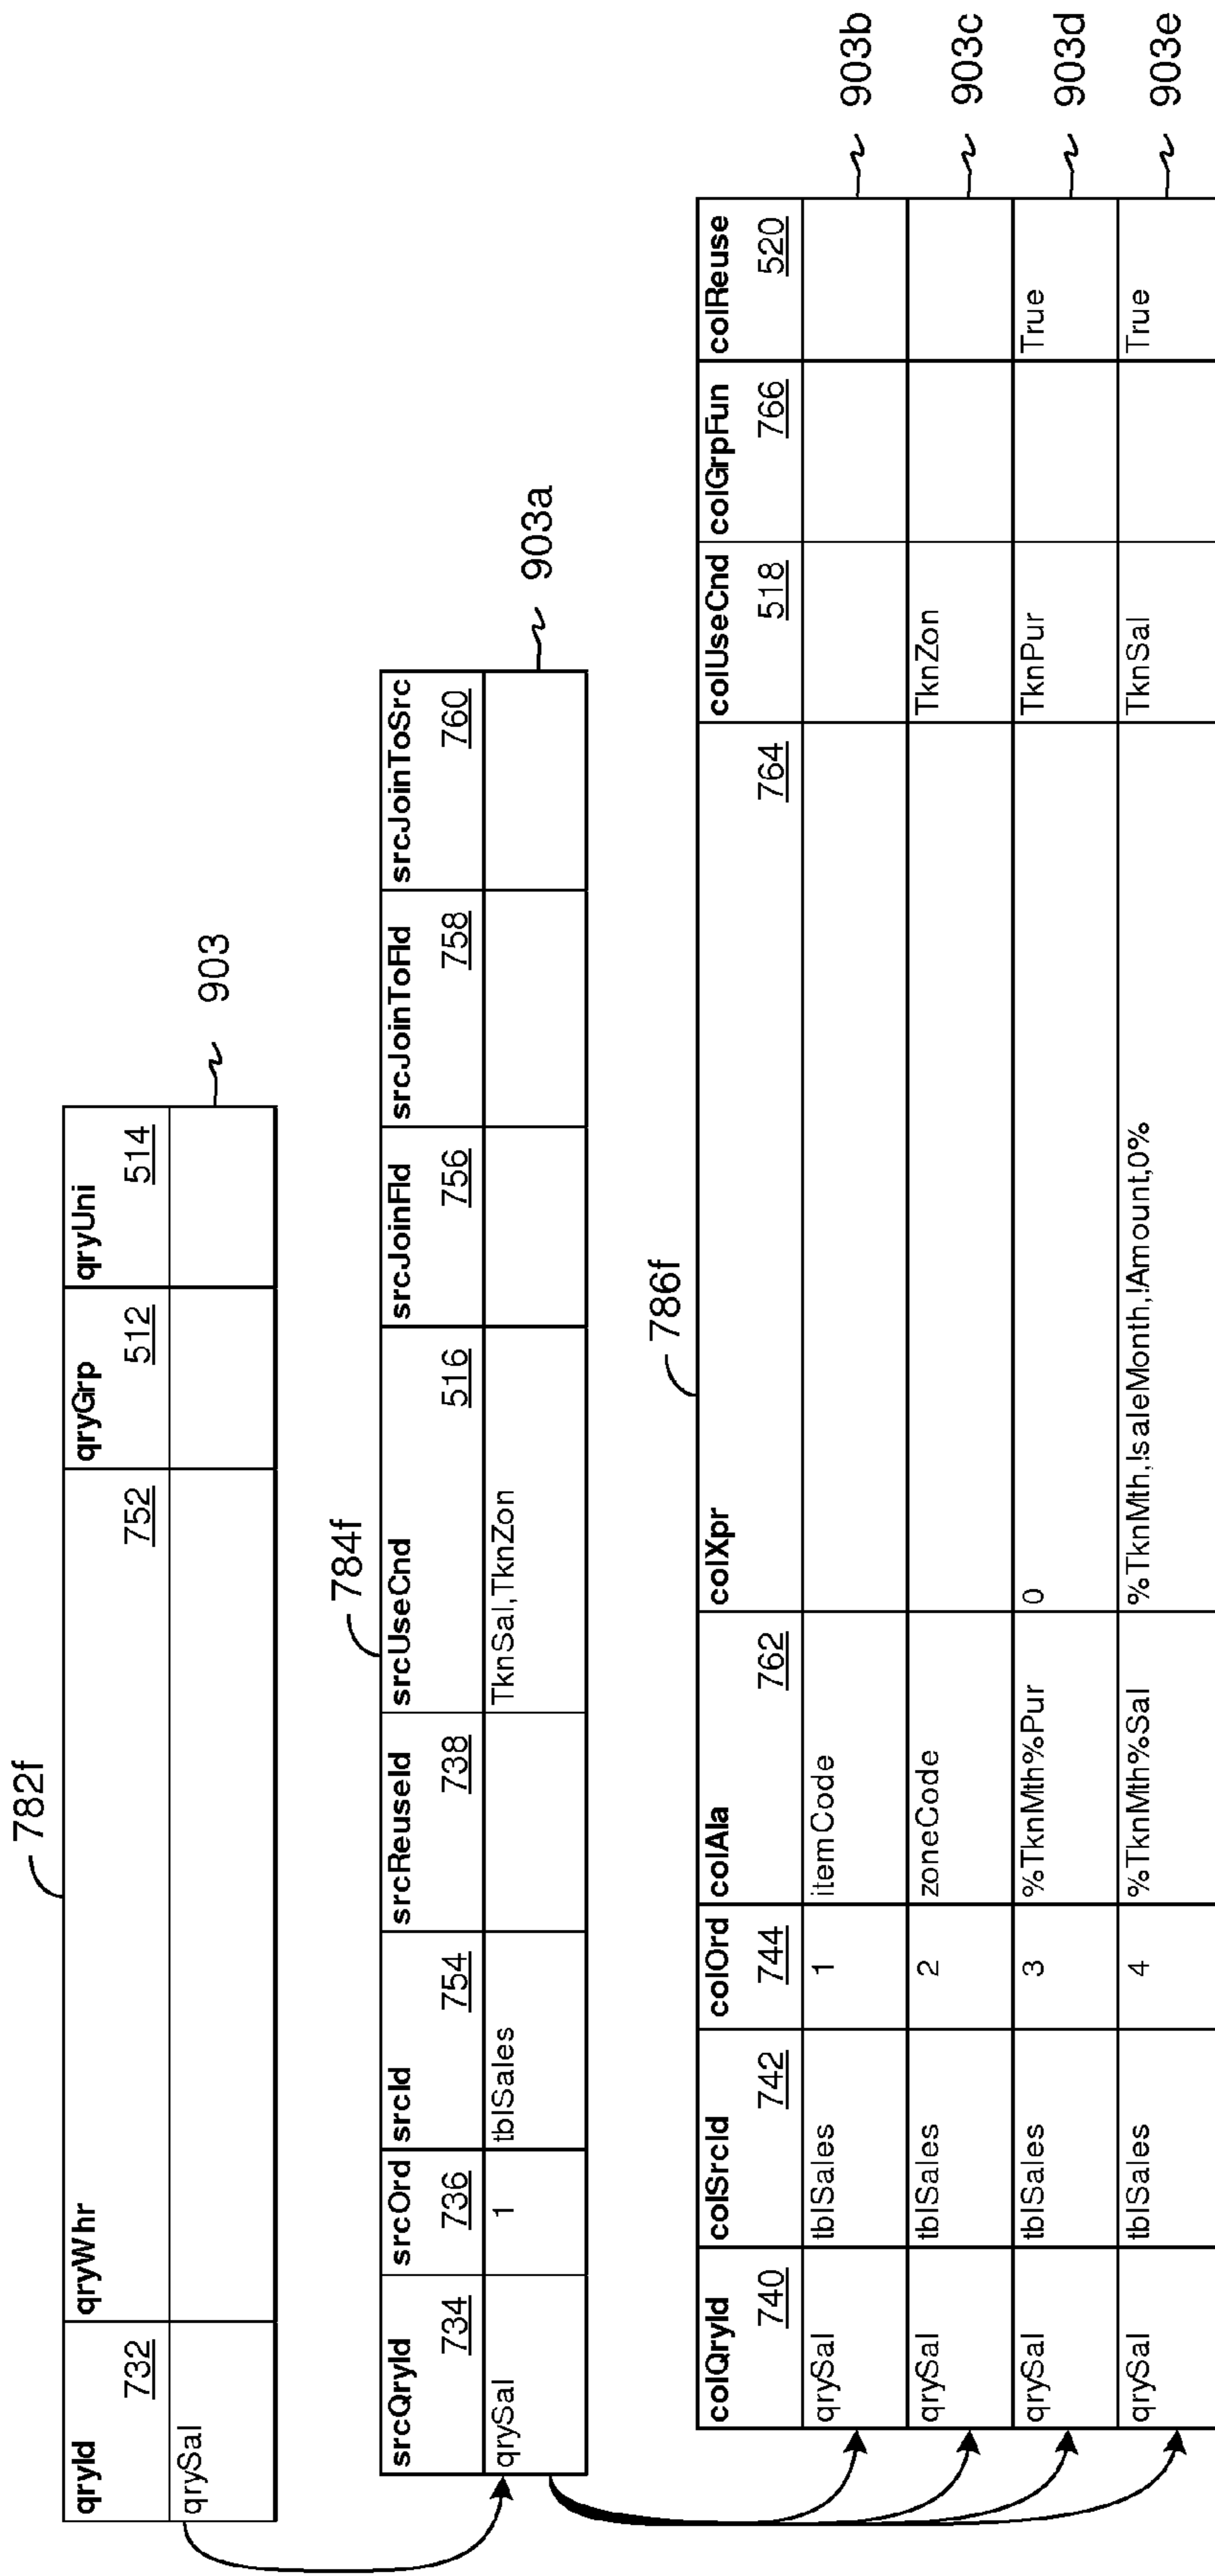 782f
qryId qryWhr qryGrp qryUni
732 752 512 514
qrySal
903
784f
srcQryId srcOrd srcId srcReuseId srcUseCnd srcJoinFld srcJoinToFld srcJoinToSrc
734 736 754 738 516 756 758 760
qrySal 1 tblSales TknSal,TknZon
903a
786f
colQryId colSrcId colOrd colAla colXpr colUseCnd colGrpFun colReuse
740 742 744 762 764 518 766 520
qrySal tblSales 1 itemCode
903b
qrySal tblSales 2 zoneCode TknZon
903c
qrySal tblSales 3 %TknMth%Pur 0 TknPur True
903d
qrySal tblSales 4 %TknMth%Sal %TknMth,!saleMonth,!Amount,0% TknSal True
903e